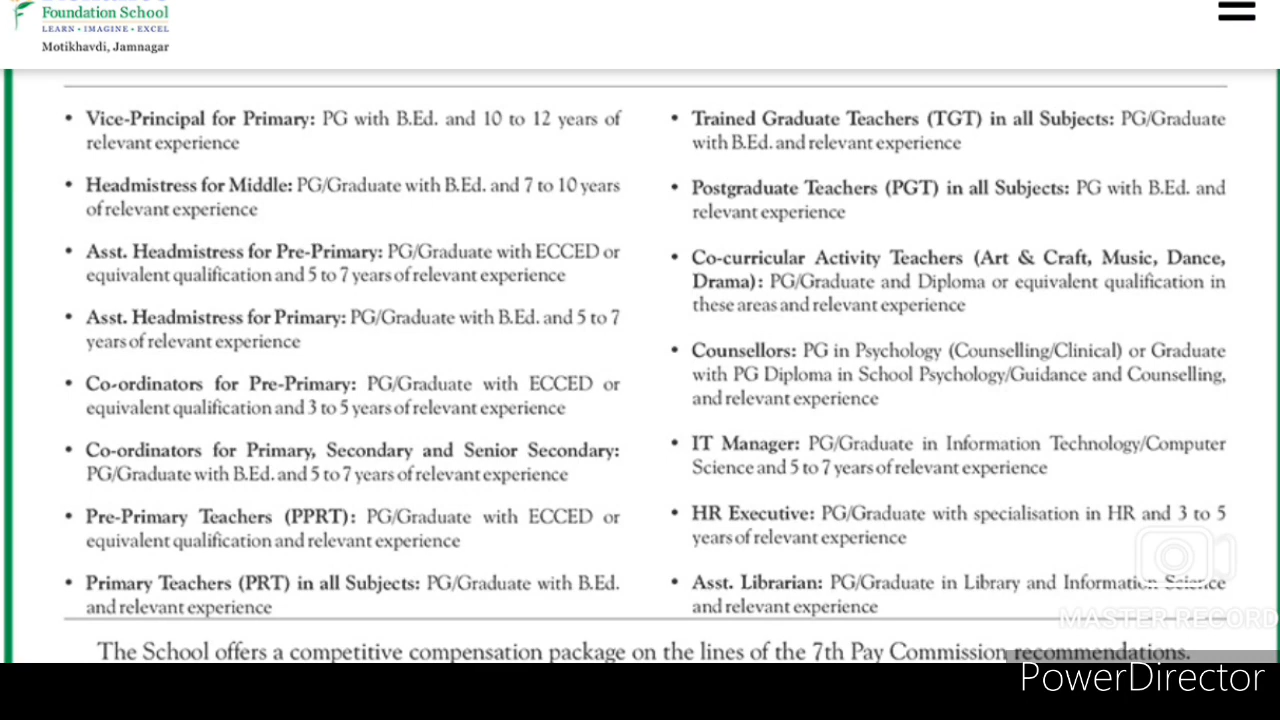 Foundation School
LEARN • IMAGINE • EXCEL
Motikhavdi, Jamnagar
• Vice-Principal for Primary: PG with B.Ed. and 10 to 12 years of
relevant experience
• Headmistress for Middle: PG/Graduate with B.Ed. and 7 to 10 years
of relevant experience
• Asst. Headmistress for Pre-Primary: PG/Graduate with ECCED or
equivalent qualification and 5 to 7 years of relevant experience
• Asst. Headmistress for Primary: PG/Graduate with B.Ed. and 5 to 7
years of relevant experience
• Co-ordinators for Pre-Primary: PG/Graduate with ECCED or
equivalent qualification and 3 to 5 years of relevant experience
• Co-ordinators for Primary, Secondary and Senior Secondary:
PG/Graduate with B.Ed. and 5 to 7 years of relevant experience
• Pre-Primary Teachers (PPRT): PG/Graduate with ECCED or
equivalent qualification and relevant experience
• Primary Teachers (PRT) in all Subjects: PG/Graduate with B.Ed.
and relevant experience
• Trained Graduate Teachers (TGT) in all Subjects: PG/Graduate
with B.Ed. and relevant experience
• Postgraduate Teachers (PGT) in all Subjects: PG with B.Ed. and
relevant experience
• Co-curricular Activity Teachers (Art & Craft, Music, Dance,
Drama): PG/Graduate and Diploma or equivalent qualification in
these areas and relevant experience
• Counsellors: PG in Psychology (Counselling/Clinical) or Graduate
with PG Diploma in School Psychology/Guidance and Counselling,
and relevant experience
• IT Manager: PG/Graduate in Information Technology/Computer
Science and 5 to 7 years of relevant experience
• HR Executive: PG/Graduate with specialisation in HR and 3 to 5
years of relevant experience
• Asst. Librarian: PG/Graduate in Library and Information Science
and relevant experience
MASTER RECORD
The School offers a competitive compensation package on the lines of the 7th Pay Commission recommendations.
PowerDirector